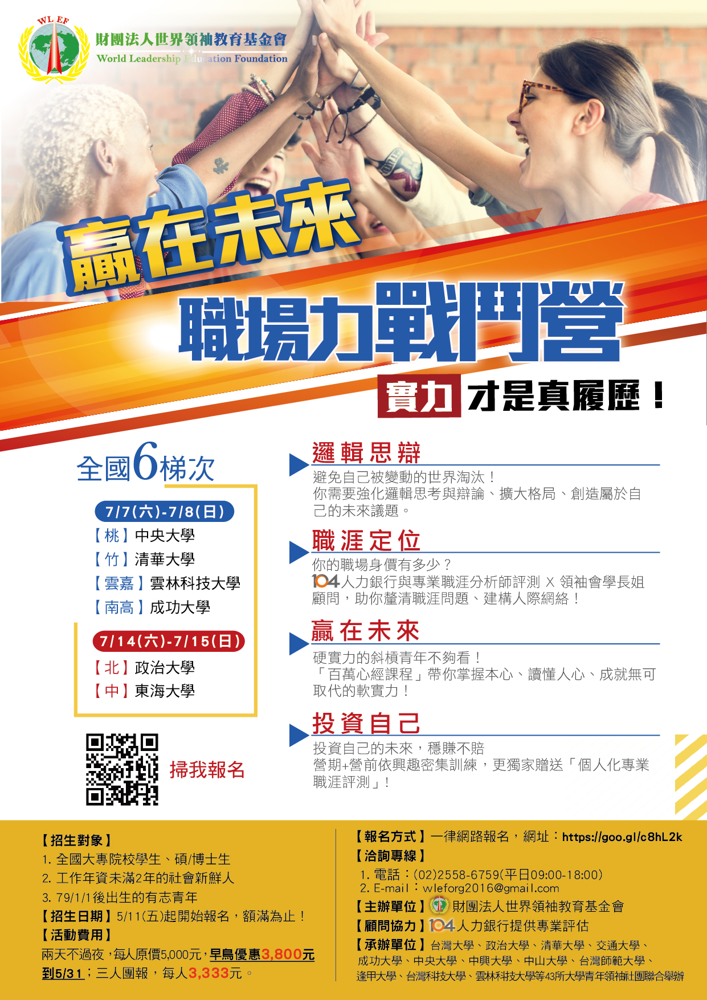 WLEF
財團法人世界領袖教育基金會
World Leadership Education Foundation
贏在未來
職場力戰鬥營
實力才是真履歷！
全國6梯次
7/7(六)-7/8(日)
【桃】中央大學
【竹】清華大學
【雲嘉】雲林科技大學
【南高】成功大學
7/14(六)-7/15(日)
【北】政治大學
【中】東海大學
掃我報名
邏輯思辯
避免自己被變動的世界淘汰！
你需要強化邏輯思考與辯論、擴大格局、創造屬於自
己的未來議題。
職涯定位
你的職場身價有多少？
104人力銀行與專業職涯分析師評測 X 領袖會學長姐
顧問，助你釐清職涯問題、建構人際網絡！
贏在未來
硬實力的斜槓青年不夠看！
「百萬心經課程」帶你掌握本心、讀懂人心、成就無可
取代的軟實力！
投資自己
投資自己的未來，穩賺不賠
營期+營前依興趣密集訓練，更獨家贈送「個人化專業
職涯評測」！
【招生對象】
1. 全國大專院校學生、碩/博士生
2. 工作年資未滿2年的社會新鮮人
3. 79/1/1後出生的有志青年
【招生日期】5/11(五)起開始報名，額滿為止！
【活動費用】
兩天不過夜，每人原價5,000元，早鳥優惠3,800元
到5/31；三人團報，每人3,333元。
【報名方式】一律網路報名，網址：https://goo.gl/c8hL2k
【洽詢專線】
1. 電話：(02)2558-6759(平日09:00-18:00)
2. E-mail：wleforg2016@gmail.com
【主辦單位】財團法人世界領袖教育基金會
【顧問協力】104人力銀行提供專業評估
【承辦單位】台灣大學、政治大學、清華大學、交通大學、
成功大學、中央大學、中興大學、中山大學、台灣師範大學、
逢甲大學、台灣科技大學、雲林科技大學等43所大學青年領袖社團聯合舉辦